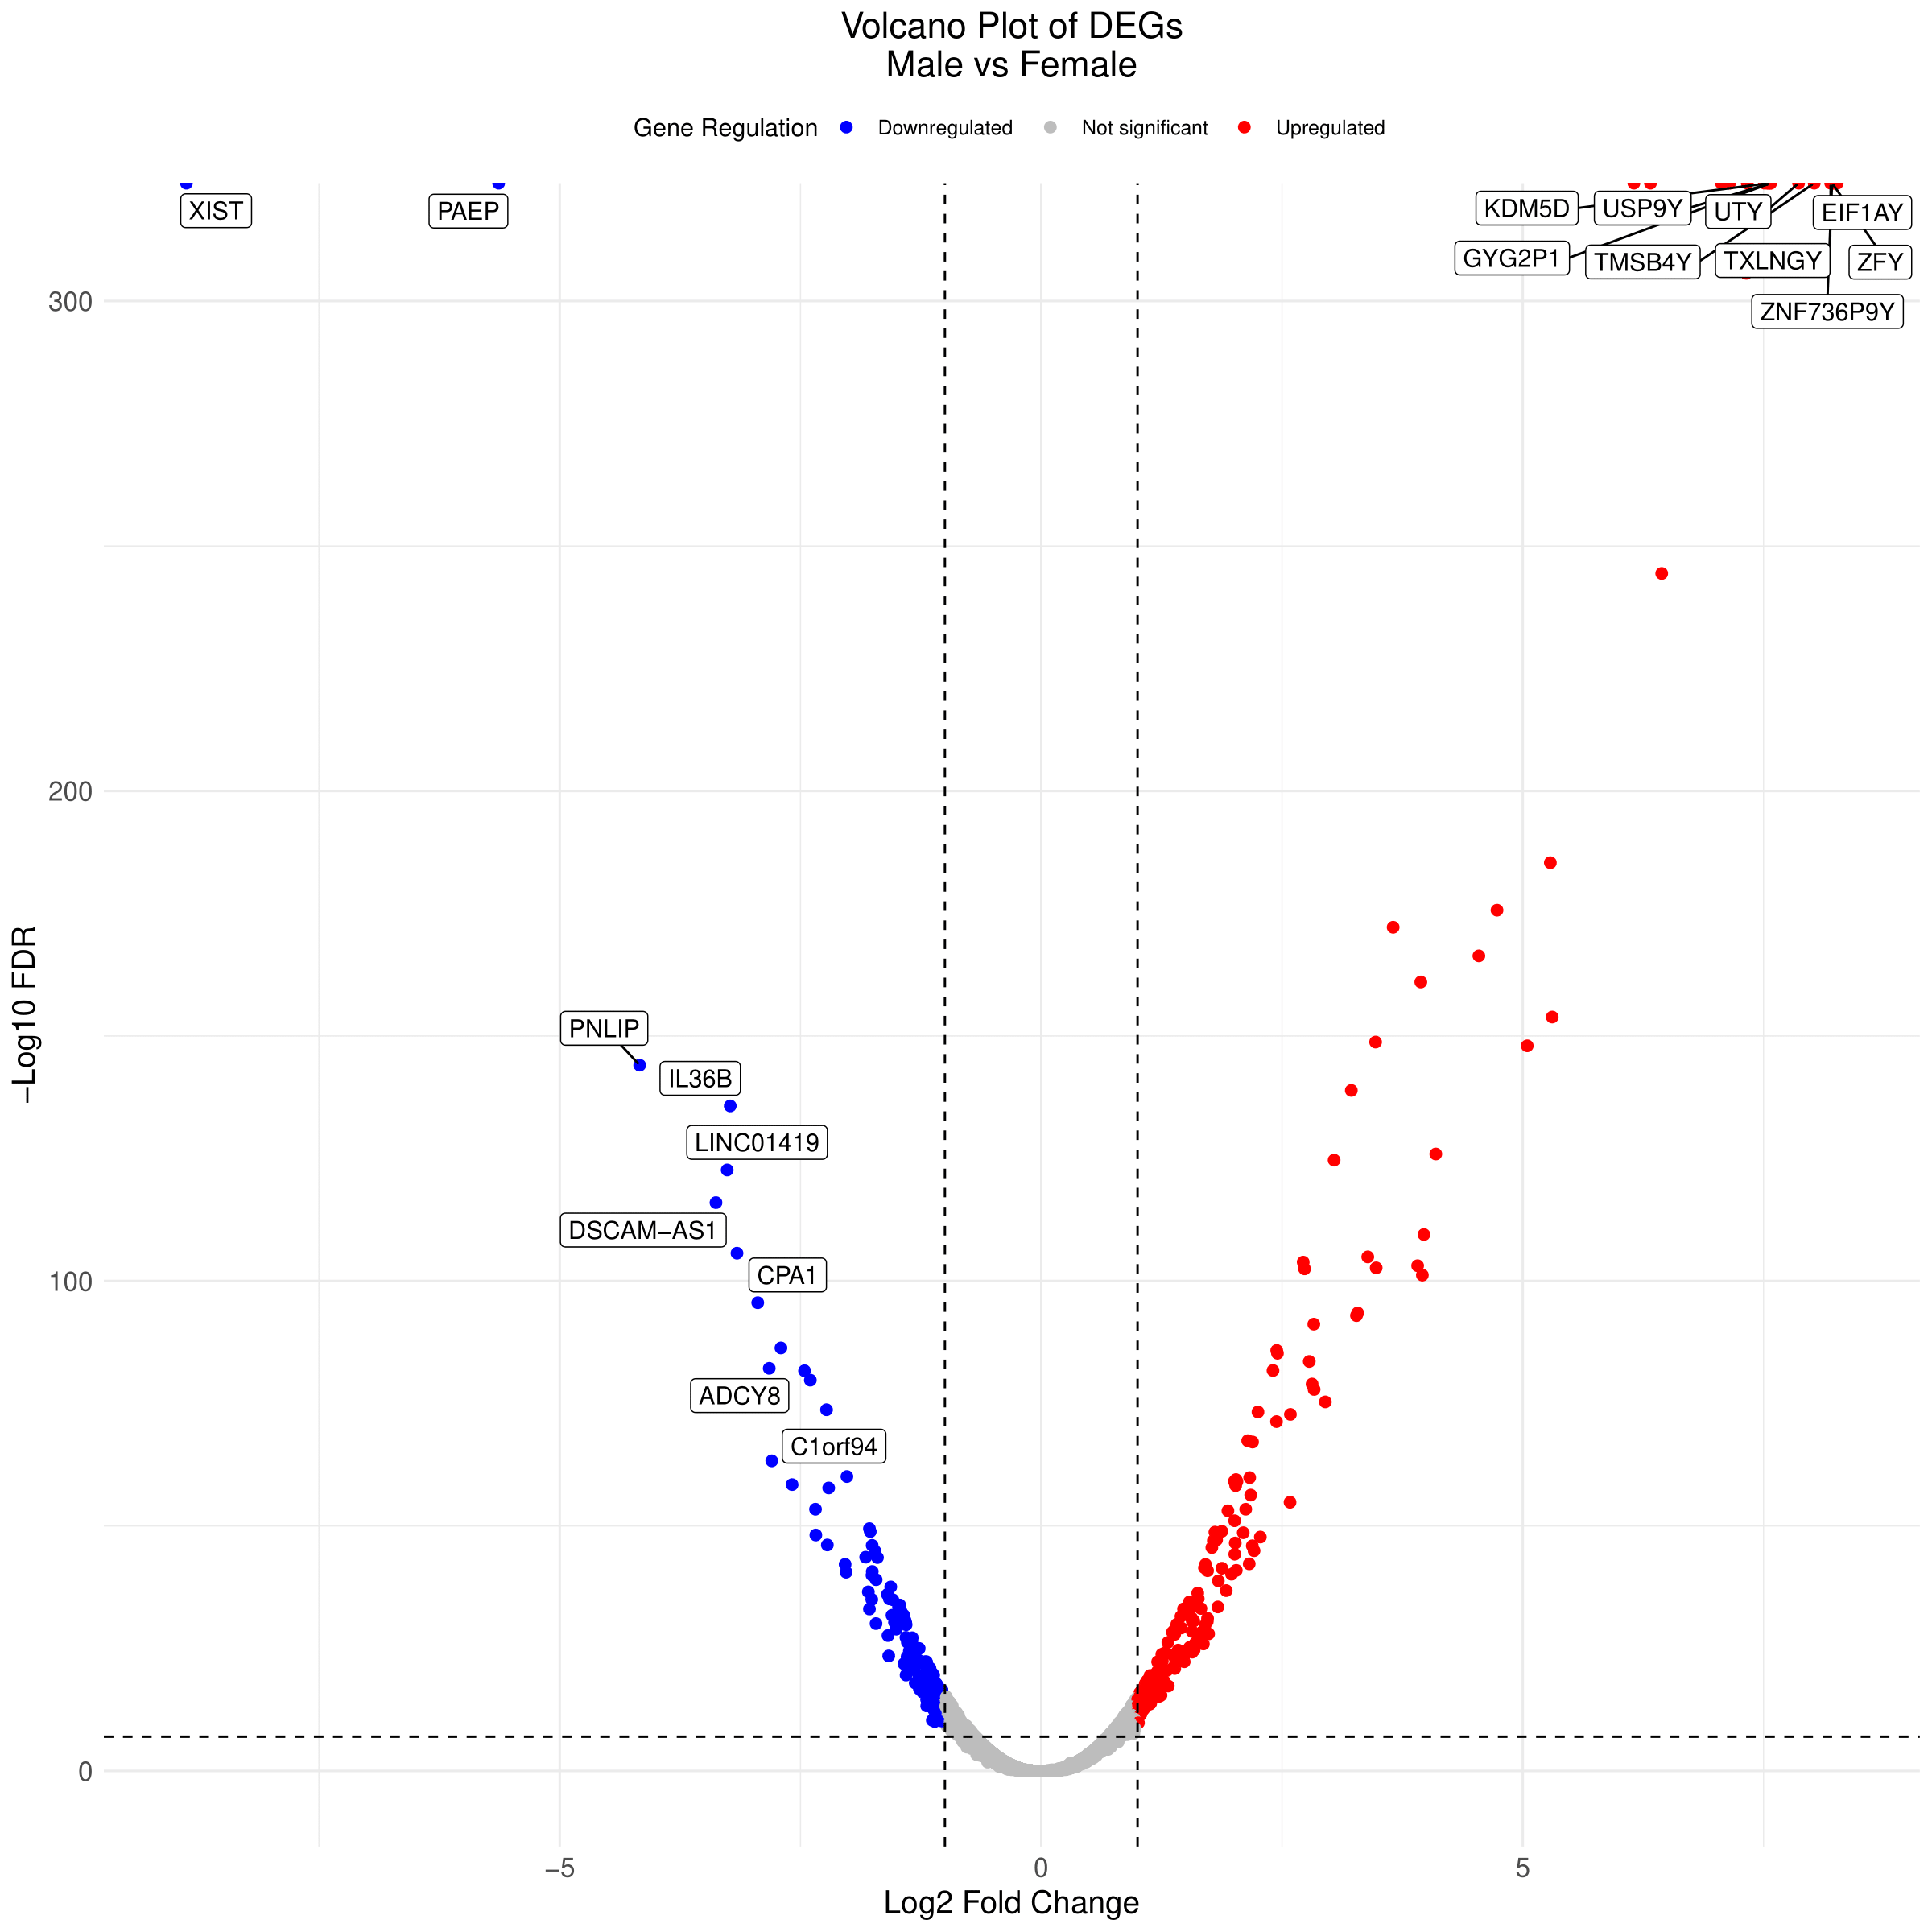 Volcano Plot of DEGs
Male vs Female
Gene Regulation Downregulated Not significant Upregulated
XIST
PAEP
KDM5D
USP9Y
UTY
EIF1AY
GYG2P1
TMSB4Y
TXLNGY
ZFY
ZNF736P9Y
300
200
−Log10 FDR
PNLIP
IL36B
LINC01419
DSCAM−AS1
CPA1
100
ADCY8
C1orf94
0
−5 0 5
Log2 Fold Change